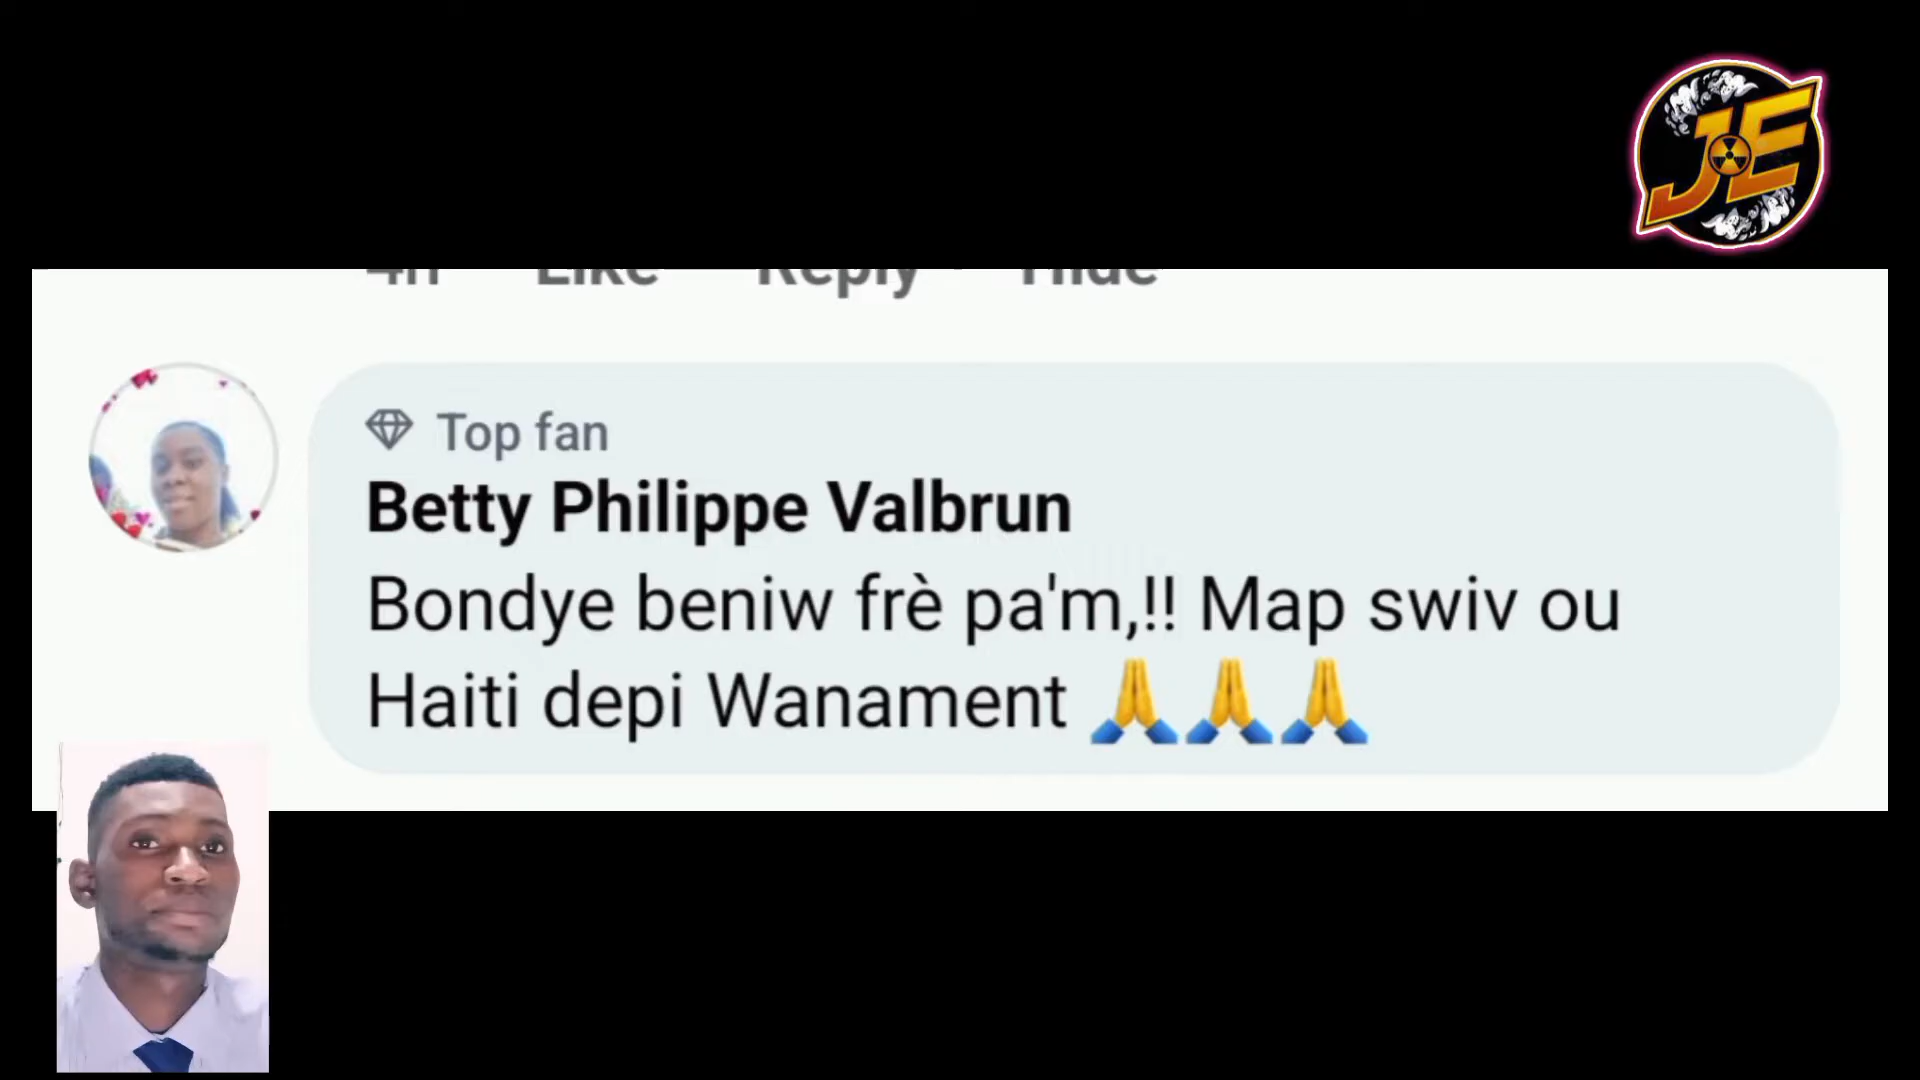 JE
4h Like Reply Hide
Top fan
Betty Philippe Valbrun
Bondye beniw frè pa'm,!! Map swiv ou
Haiti depi Wanament 🙏🙏🙏